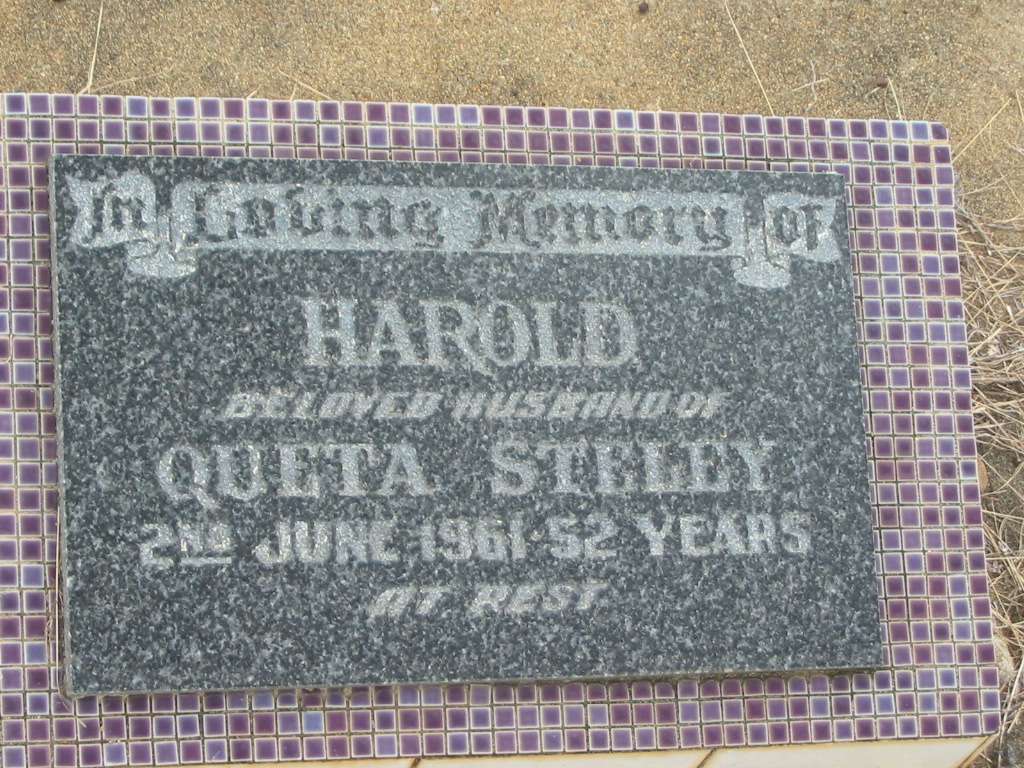 In Loving Memory of
HAROLD
BELOVED HUSBAND OF
QUETA STELEY
2ND JUNE 1961·52 YEARS
AT REST